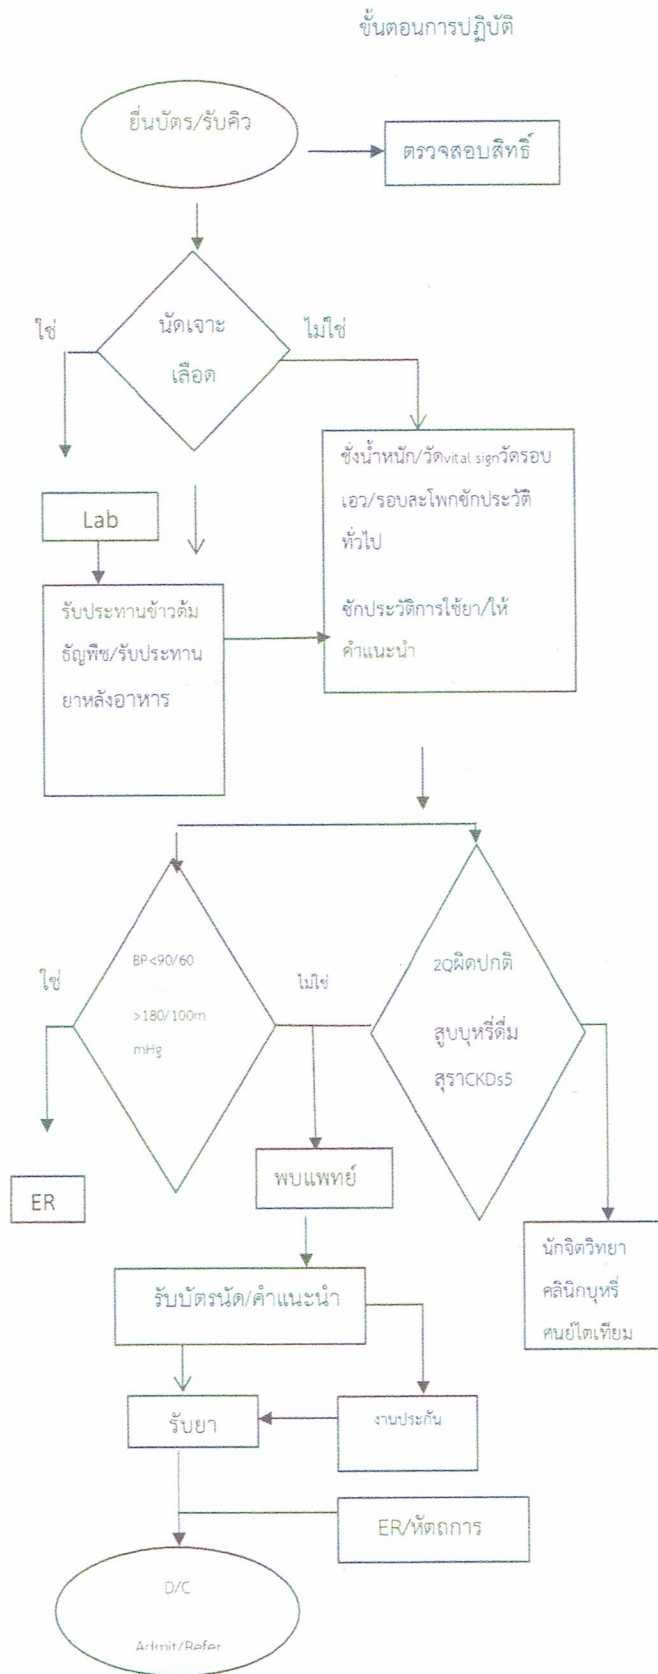 ขั้นตอนการปฏิบัติ
ยื่นบัตร/รับคิว
ตรวจสอบสิทธิ์
ใช่
นัดเจาะ
เลือด
ไม่ใช่
ชั่งน้ำหนัก/วัดvital signวัดรอบ
เอว/รอบสะโพกซักประวัติ
ทั่วไป
ซักประวัติการใช้ยา/ให้
คำแนะนำ
Lab
รับประทานข้าวต้ม
ธัญพืช/รับประทาน
ยาหลังอาหาร
ใช่
BP<90/60
>180/100m
mHg
ไม่ใช่
2Qผิดปกติ
สูบบุหรี่ดื่ม
สุราCKDs5
ER
พบแพทย์
นักจิตวิทยา
คลินิกบุหรี่
ศนย์ไตเทียม
รับบัตรนัด/คำแนะนำ
รับยา
งานประกัน
ER/หัตถการ
D/C
Admit/Refer